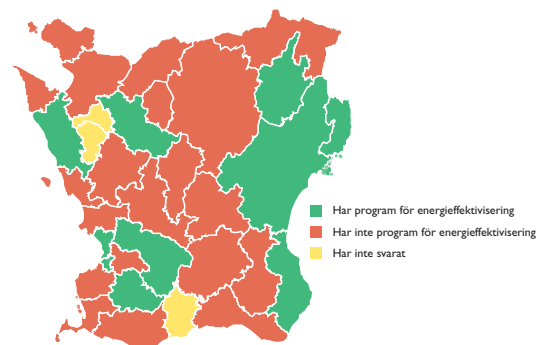 Har program för energieffektivisering
Har inte program för energieffektivisering
Har inte svarat